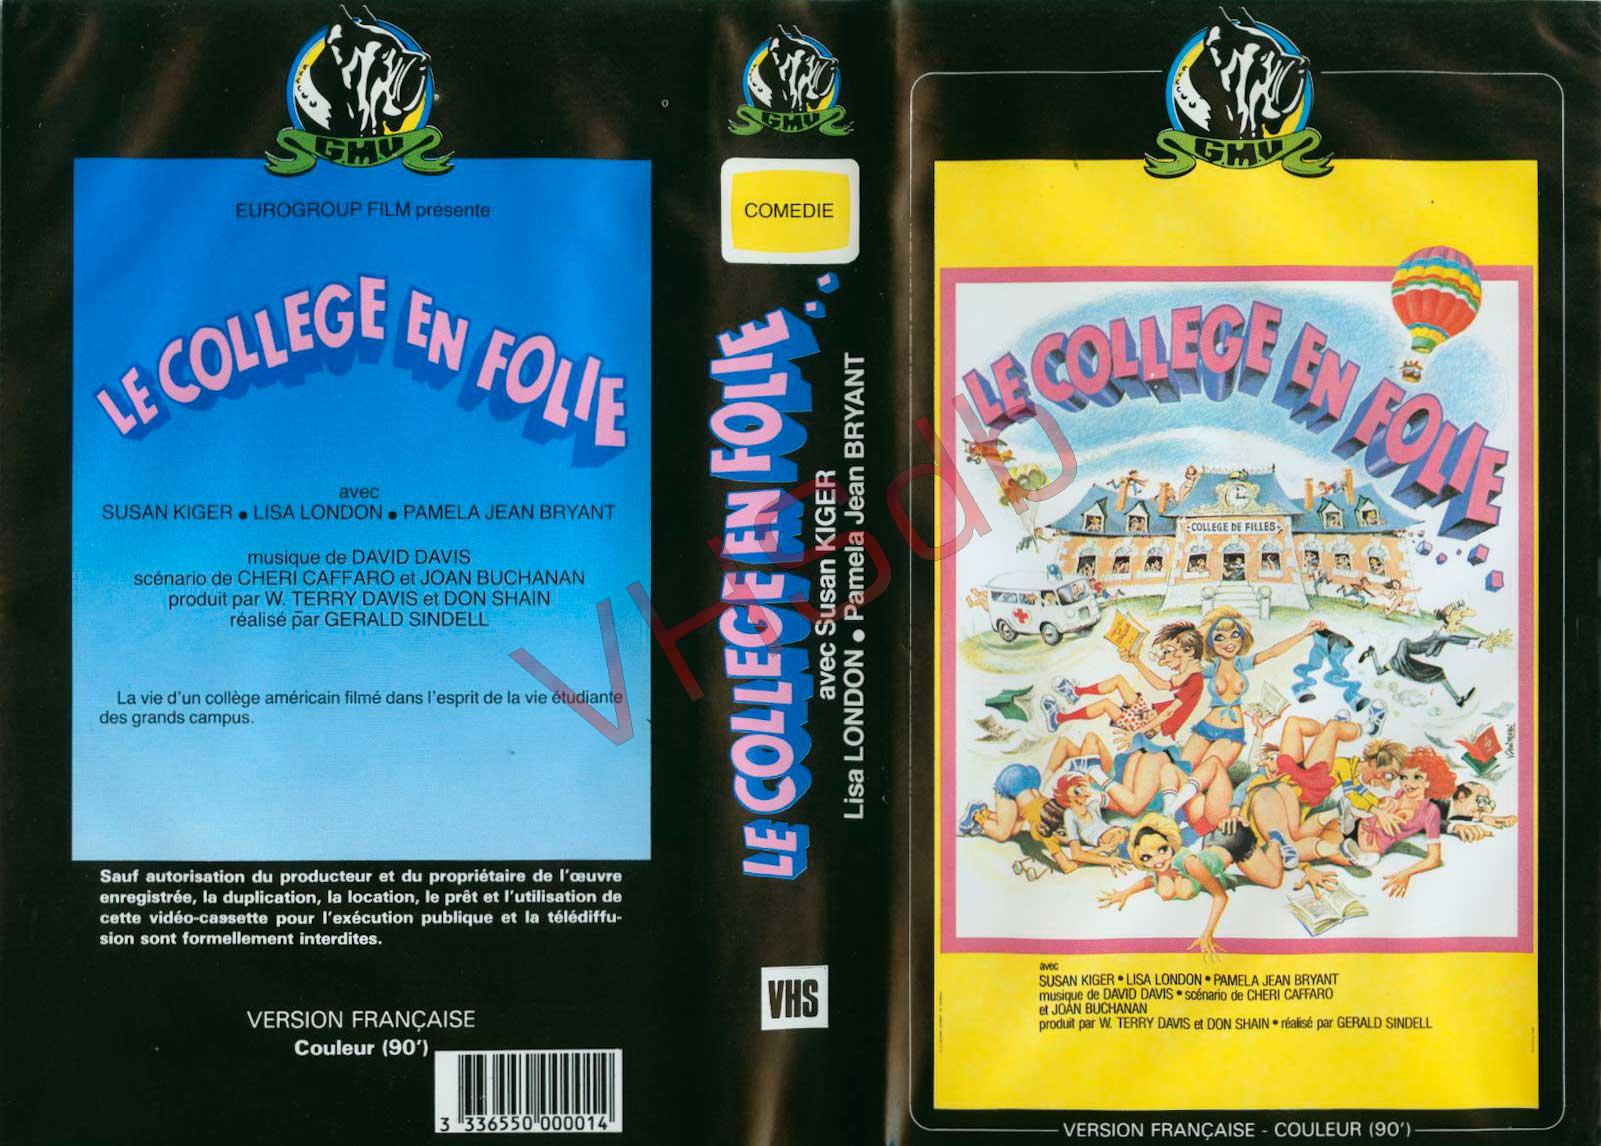 G.M.V
EUROGROUP FILM présente
LE COLLEGE EN FOLIE
avec
SUSAN KIGER • LISA LONDON • PAMELA JEAN BRYANT
musique de DAVID DAVIS
scénario de CHERI CAFFARO et JOAN BUCHANAN
produit par W. TERRY DAVIS et DON SHAIN
réalisé par GERALD SINDELL
La vie d'un collège américain filmé dans l'esprit de la vie étudiante
des grands campus.
Sauf autorisation du producteur et du propriétaire de l'œuvre
enregistrée, la duplication, la location, le prêt et l'utilisation de
cette vidéo-cassette pour l'exécution publique et la télédiffu-
sion sont formellement interdites.
VERSION FRANÇAISE
Couleur (90')
3 336550 000014
G.M.V
COMEDIE
LE COLLEGE EN FOLIE...
avec Susan KIGER
Lisa LONDON • Pamela Jean BRYANT
VHS
VHSdb
G.M.V
LE COLLEGE EN FOLIE...
COLLEGE DE FILLES
avec
SUSAN KIGER • LISA LONDON • PAMELA JEAN BRYANT
musique de DAVID DAVIS • scénario de CHERI CAFFARO
et JOAN BUCHANAN
produit par W. TERRY DAVIS et DON SHAIN • réalisé par GERALD SINDELL
VERSION FRANÇAISE - COULEUR (90')